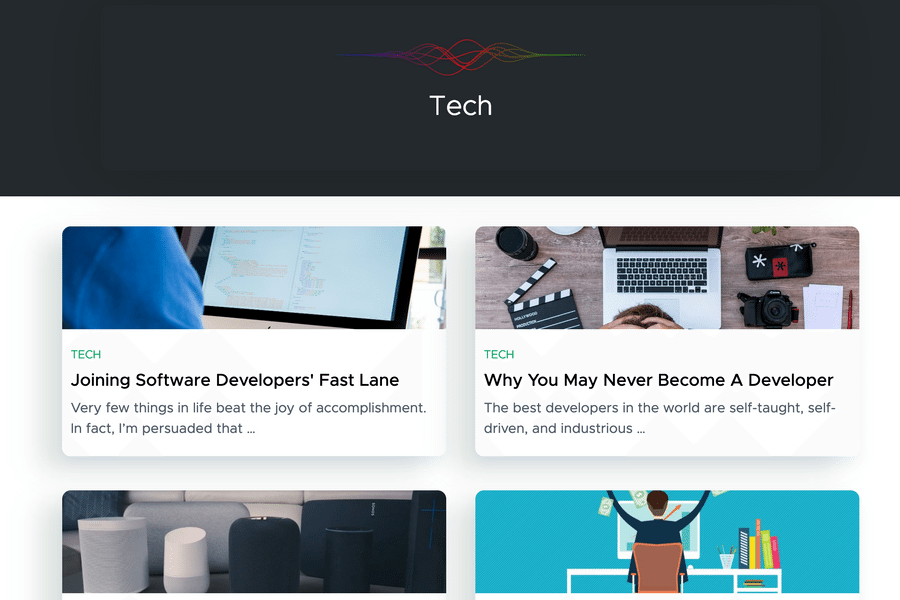 Tech
TECH
Joining Software Developers' Fast Lane
Very few things in life beat the joy of accomplishment.
In fact, I'm persuaded that ...
TECH
Why You May Never Become A Developer
The best developers in the world are self-taught, self-
driven, and industrious ...
HOLLYWOOD
PRODUCTION